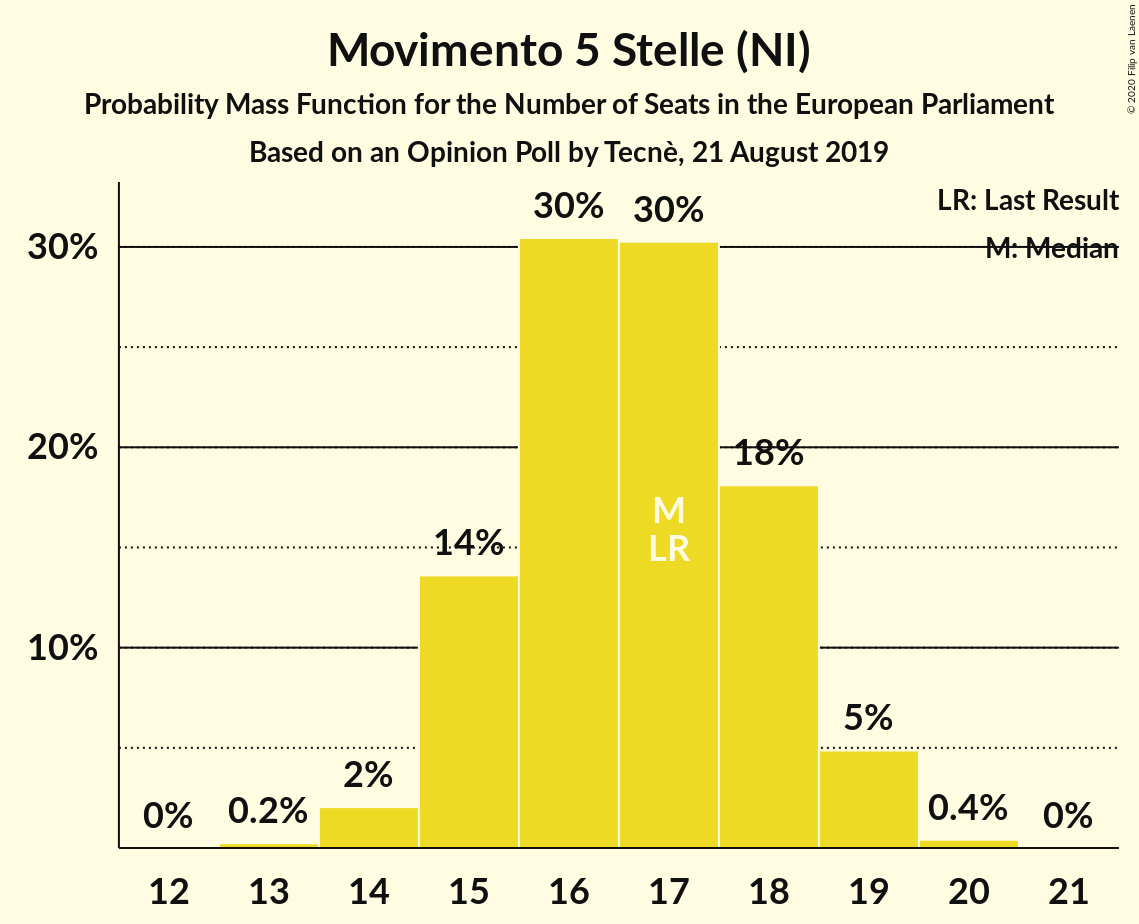 Movimento 5 Stelle (NI)
Probability Mass Function for the Number of Seats in the European Parliament
Based on an Opinion Poll by Tecnè, 21 August 2019
© 2020 Filip van Laenen
LR: Last Result
M: Median
30%
20%
10%
0%
0.2%
2%
14%
30%
30%
18%
5%
0.4%
0%
M
LR
12
13
14
15
16
17
18
19
20
21